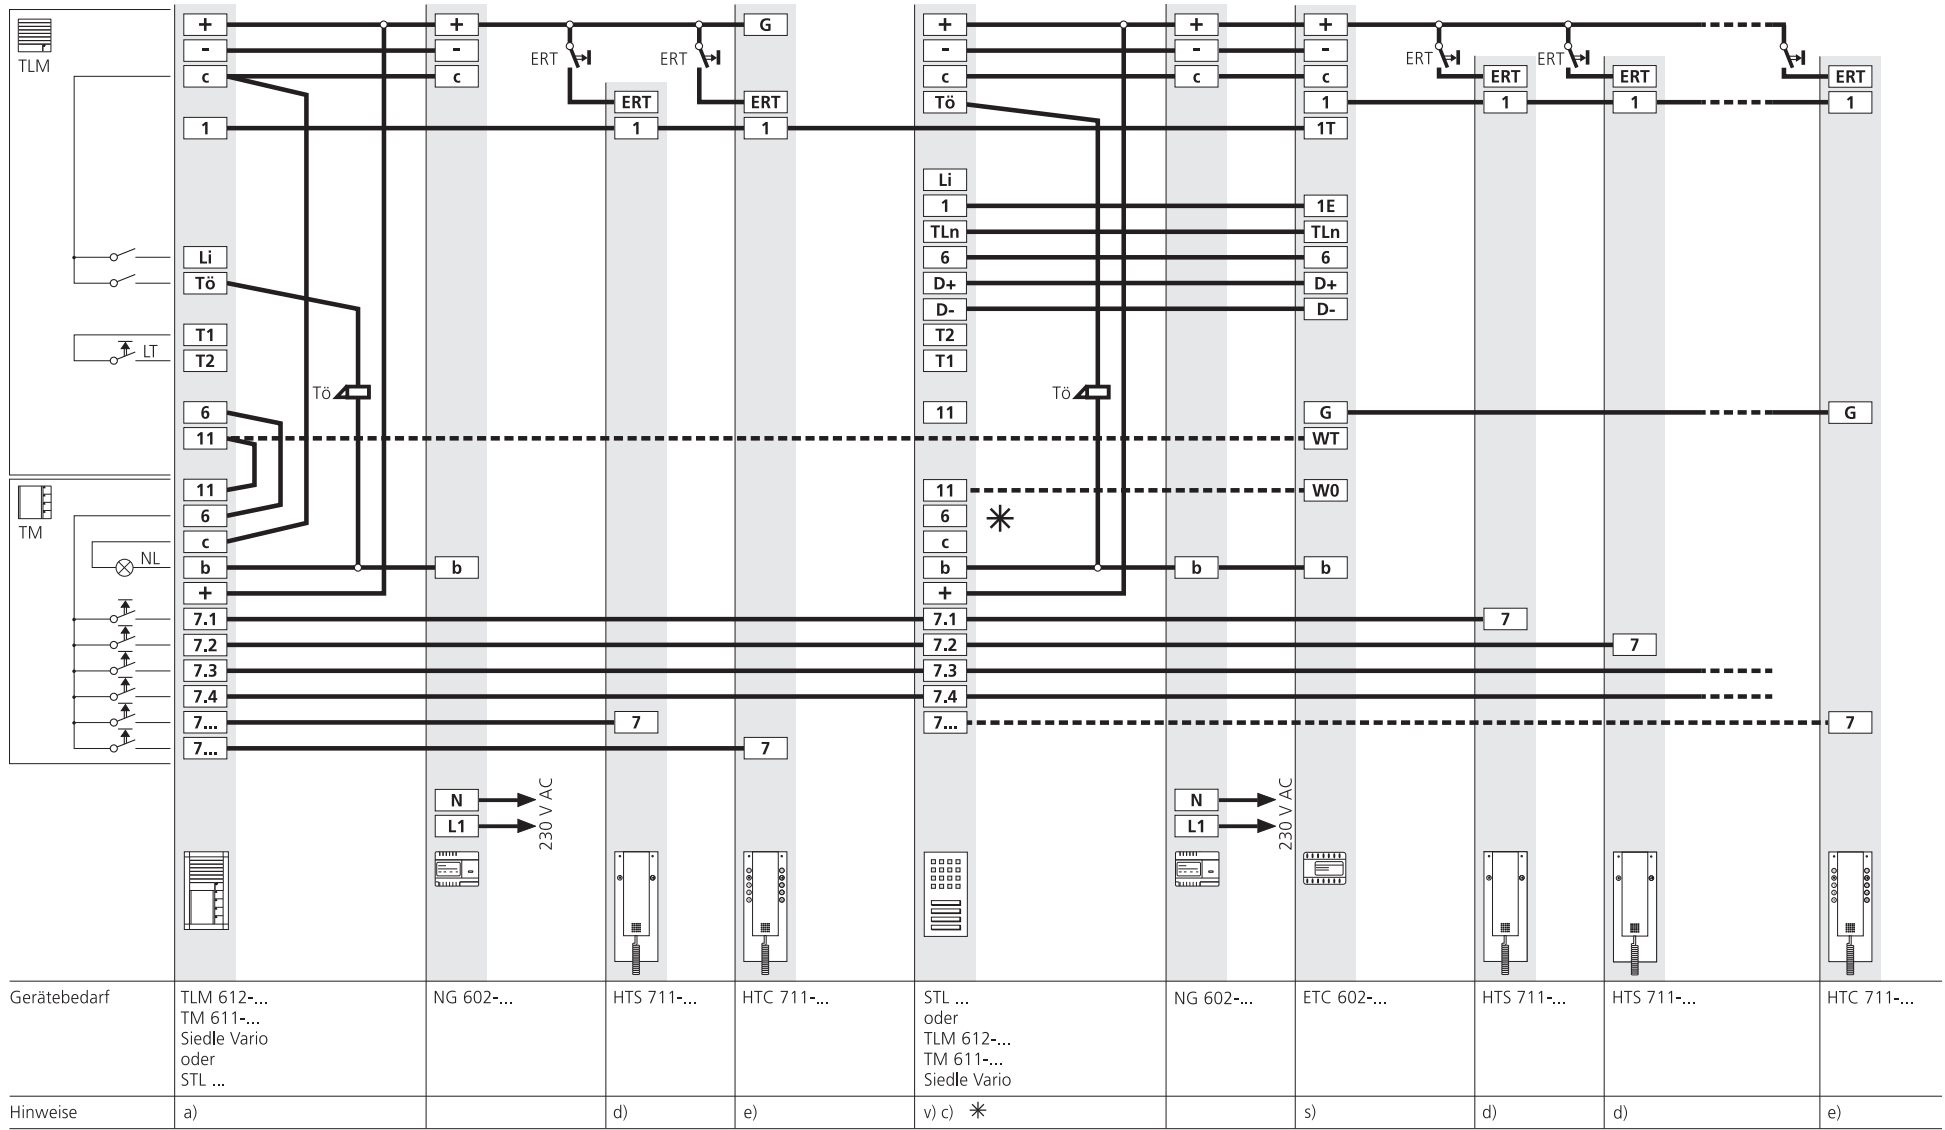 TLM
+ + G + + +
- - - - -
ERT ERT ERT ERT
c c c c c ERT ERT ERT
ERT ERT Tö 1 1 1 1
1 1 1 1T
Li
1 1E
TLn TLn
Li 6 6
Tö D+ D+
D- D-
T1 T2
LT T2 T1
Tö Tö
6 11 G G
11 WT
11 11 W0
TM 6 6 ✳
c c
NL b b b b b
+ +
7.1 7.1 7
7.2 7.2 7
7.3 7.3
7.4 7.4
7... 7 7... 7
7... 7
N 230 V AC N 230 V AC
L1 L1
Gerätebedarf TLM 612-... NG 602-... HTS 711-... HTC 711-... STL ... NG 602-... ETC 602-... HTS 711-... HTS 711-... HTC 711-...
TM 611-... oder
Siedle Vario TLM 612-...
oder TM 611-...
STL ... Siedle Vario
Hinweise a) d) e) v) c) ✳ s) d) d) e)